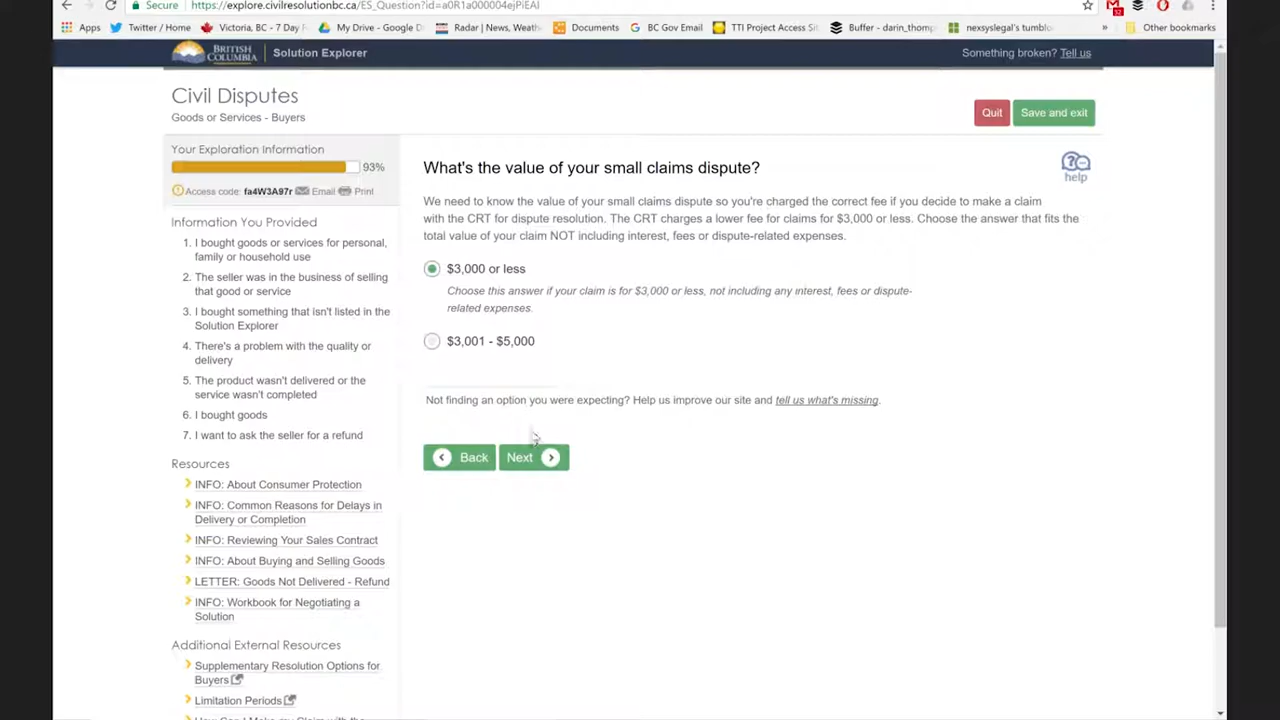 Secure
https://explore.civilresolutionbc.ca/ES_Question?id=a0R1a000004ejPiEAI
Apps
Twitter / Home
Victoria, BC - 7 Day F
My Drive - Google D
Radar | News, Weath
Documents
BC Gov Email
TTI Project Access Sit
Buffer - darin_thomp
nexsyslegal's tumblo
»
Other bookmarks
BRITISH
COLUMBIA
Solution Explorer
Something broken? Tell us
Civil Disputes
Goods or Services - Buyers
Quit
Save and exit
Your Exploration Information
93%
Access code: fa4W3A97r Email Print
Information You Provided
1. I bought goods or services for personal,
family or household use
2. The seller was in the business of selling
that good or service
3. I bought something that isn't listed in the
Solution Explorer
4. There's a problem with the quality or
delivery
5. The product wasn't delivered or the
service wasn't completed
6. I bought goods
7. I want to ask the seller for a refund
Resources
INFO: About Consumer Protection
INFO: Common Reasons for Delays in
Delivery or Completion
INFO: Reviewing Your Sales Contract
INFO: About Buying and Selling Goods
LETTER: Goods Not Delivered - Refund
INFO: Workbook for Negotiating a
Solution
Additional External Resources
Supplementary Resolution Options for
Buyers
Limitation Periods
How Can I Make my Claim with the
What's the value of your small claims dispute?
help
We need to know the value of your small claims dispute so you're charged the correct fee if you decide to make a claim
with the CRT for dispute resolution. The CRT charges a lower fee for claims for $3,000 or less. Choose the answer that fits the
total value of your claim NOT including interest, fees or dispute-related expenses.
$3,000 or less
Choose this answer if your claim is for $3,000 or less, not including any interest, fees or dispute-
related expenses.
$3,001 - $5,000
Not finding an option you were expecting? Help us improve our site and tell us what's missing.
Back
Next